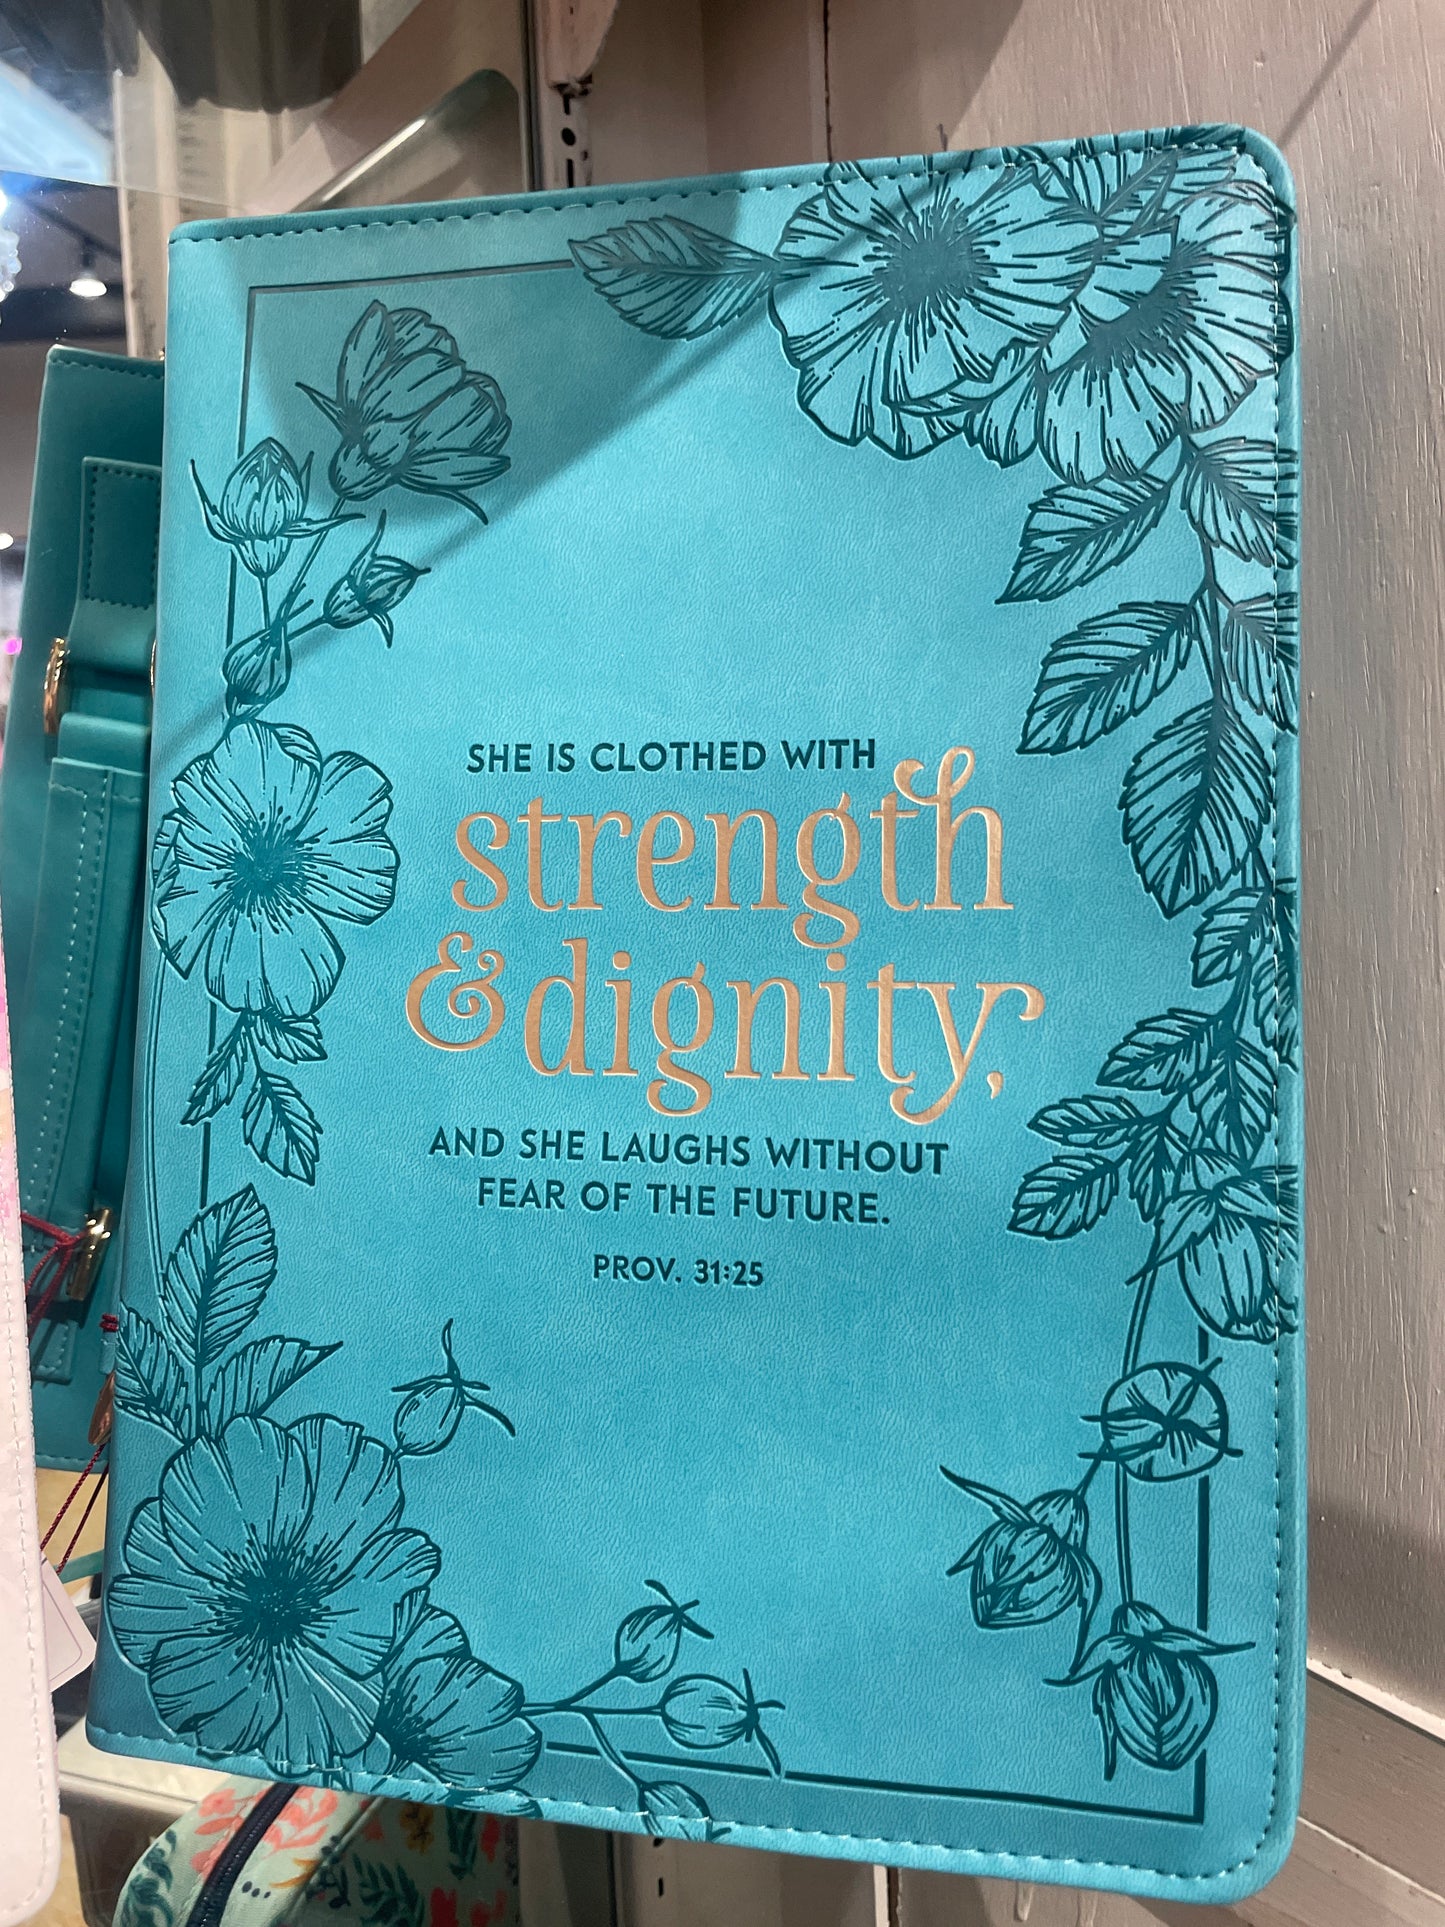 SHE IS CLOTHED WITH
strength
& dignity,
AND SHE LAUGHS WITHOUT
FEAR OF THE FUTURE.
PROV. 31:25